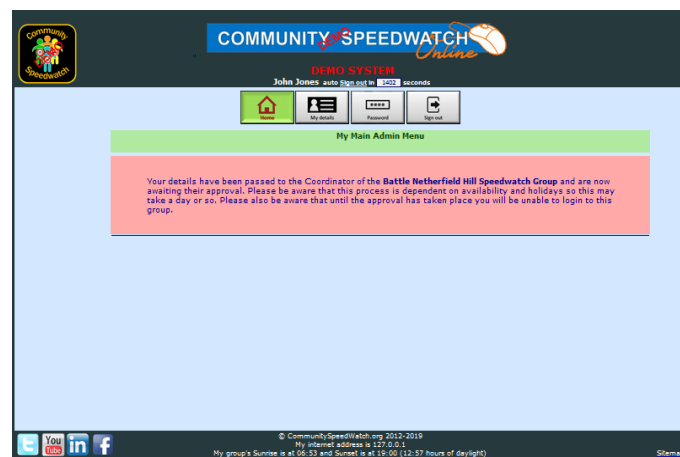 Community
Speedwatch
COMMUNITY SPEEDWATCH
DEMO
Online
DEMO SYSTEM
John Jones auto Sign out in 1402 seconds
Home
My details
Password
Sign out
My Main Admin Menu
Your details have been passed to the Coordinator of the Battle Netherfield Hill Speedwatch Group and are now
awaiting their approval. Please be aware that this process is dependent on availability and holidays so this may
take a day or so. Please also be aware that until the approval has taken place you will be unable to login to this
group.
You
Tube
in
f
© CommunitySpeedWatch.org 2012-2019
My internet address is 127.0.0.1
My group's Sunrise is at 06:53 and Sunset is at 19:00 (12:57 hours of daylight)
Sitema